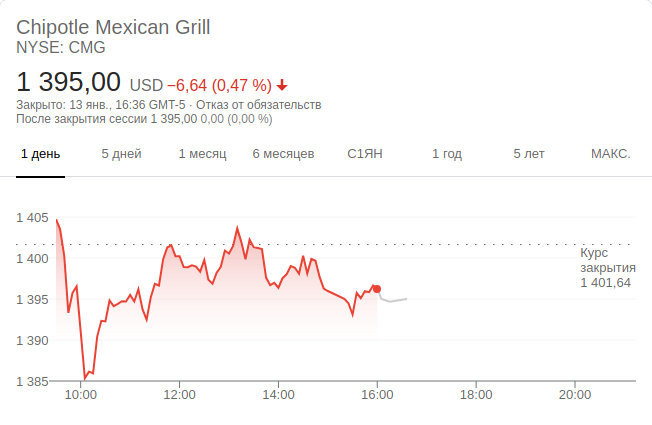 Chipotle Mexican Grill
NYSE: CMG
1 395,00 USD −6,64 (0,47 %)
Закрыто: 13 янв., 16:36 GMT-5 · Отказ от обязательств
После закрытия сессии 1 395,00 0,00 (0,00 %)
1 день 5 дней 1 месяц 6 месяцев С1ЯН 1 год 5 лет МАКС.
1 405
1 400
1 395
1 390
1 385
Курс
закрытия
1 401,64
10:00 12:00 14:00 16:00 18:00 20:00